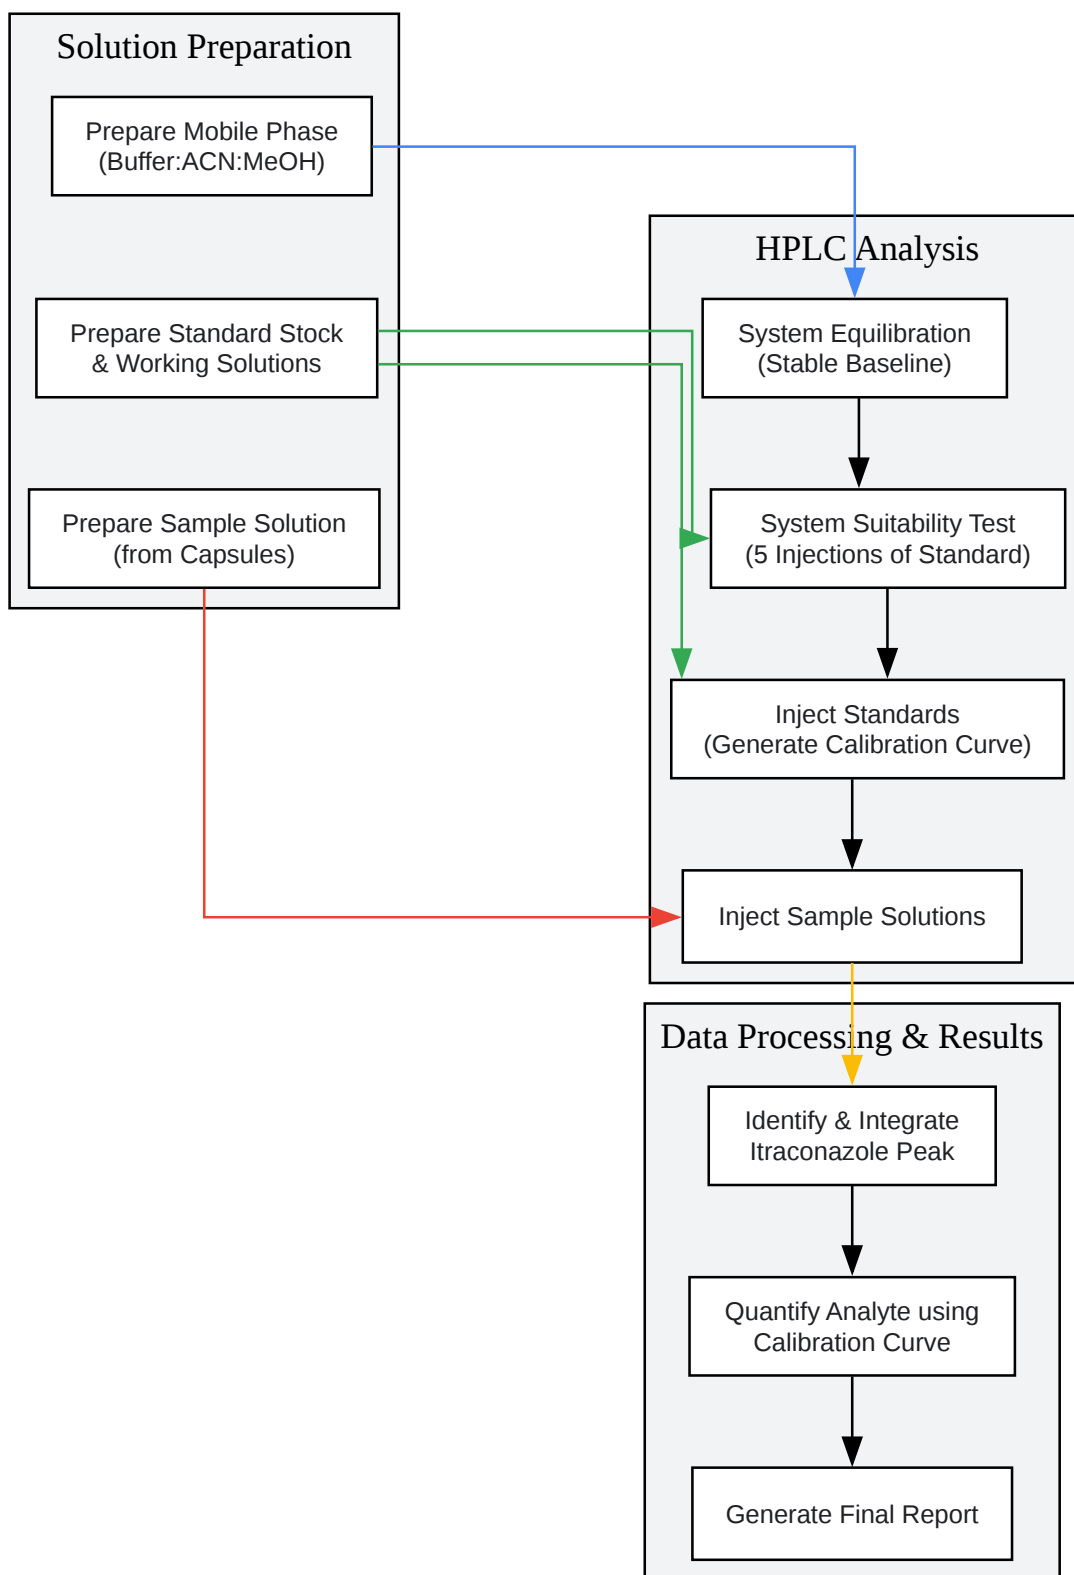 Solution Preparation
Prepare Mobile Phase
(Buffer:ACN:MeOH)
Prepare Standard Stock
& Working Solutions
Prepare Sample Solution
(from Capsules)
HPLC Analysis
System Equilibration
(Stable Baseline)
System Suitability Test
(5 Injections of Standard)
Inject Standards
(Generate Calibration Curve)
Inject Sample Solutions
Data Processing & Results
Identify & Integrate
Itraconazole Peak
Quantify Analyte using
Calibration Curve
Generate Final Report